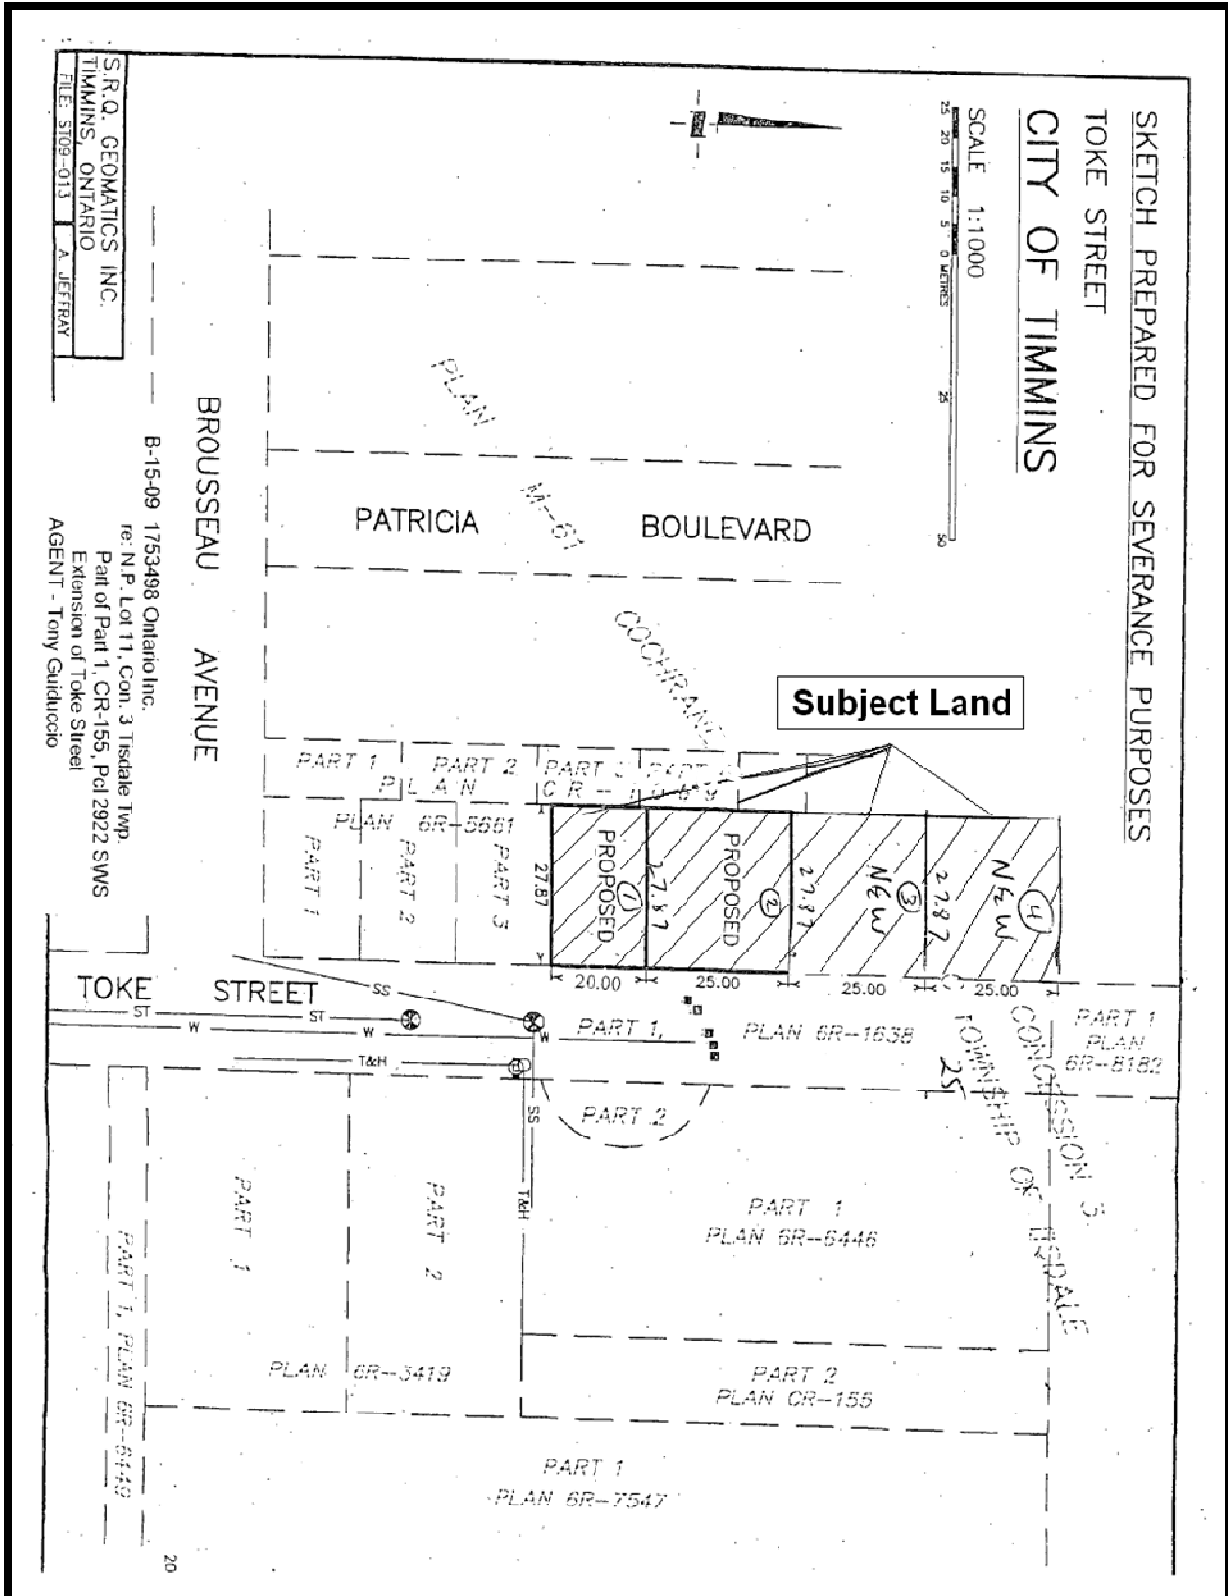 SKETCH PREPARED FOR SEVERANCE PURPOSES
TOKE STREET
CITY OF TIMMINS
SCALE 1:1000
25 20 15 10 5 0 METRES 25 50
S.R.Q. GEOMATICS INC.
TIMMINS, ONTARIO
FILE: ST09-013
A. JEFFRAY
PLAN M-61 COCHRANE
PATRICIA BOULEVARD
BROUSSEAU AVENUE
B-15-09 1753498 Ontario Inc.
re: N.P. Lot 11, Con. 3 Tisdale Twp.
Part of Part 1, CR-155, Pcl 2922 SWS
Extension of Toke Street
AGENT - Tony Guiduccio
Subject Land
PART 1
PART 2
PLAN
PLAN 6R-5661
PART 1
PART 2
PART 3
27.87
PROPOSED
1
27.87
PROPOSED
2
27.87
NEW
3
27.87
NEW
4
20.00
25.00
25.00
25.00
TOKE STREET
SS
ST
ST
W
W
W
T&H
SS
T&H
PART 1, PLAN 6R-1638
PART 2
25
CONCESSION 3
TOWNSHIP OF TISDALE
PART 1
PLAN
6R-8182
PART 1
PLAN 6R-6446
PART 2
PLAN CR-155
PART 1
PART 2
PLAN 6R-3419
PART 1
PLAN 6R-7547
20